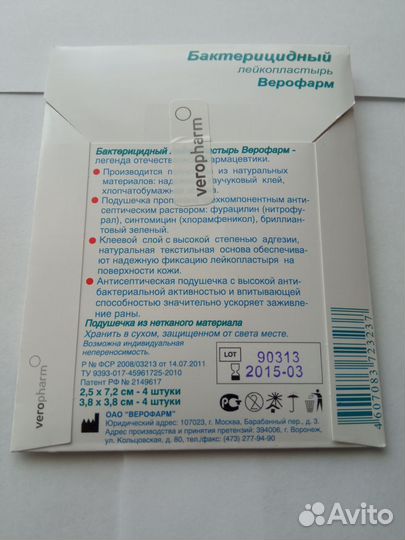 Бактерицидный
лейкопластырь
Верофарм
veropharm
Бактерицидный Верофарм -
легенда отечест фармацевтики.
Производится из натуральных
материалов: каучуковый клей,
хлопчатобумажн
Подушечка про ехкомпонентным анти-
септическим раствором: фурацилин (нитрофу-
рал), синтомицин (хлорамфеникол), бриллиан-
товый зеленый.
Клеевой слой с высокой степенью адгезии,
натуральная текстильная основа обеспечива-
ют надежную фиксацию лейкопластыря на
поверхности кожи.
Антисептическая подушечка с высокой анти-
бактериальной активностью и впитывающей
способностью значительно ускоряет заживле-
ние раны.
Подушечка из нетканого материала
Хранить в сухом, защищенном от света месте.
Возможна индивидуальная
непереносимость.
Р № ФСР 2008/03213 от 14.07.2011
ТУ 9393-017-45961725-2010
Патент РФ № 2149617
2,5 x 7,2 см - 4 штуки
3,8 x 3,8 см - 4 штуки
LOT 90313
2015-03
ОАО "ВЕРОФАРМ"
Юридический адрес: 107023, г. Москва, Барабанный пер., д. 3.
Адрес производства и принятия претензий: 394006, г. Воронеж,
ул. Кольцовская, д. 80, тел./факс: (473) 277-94-90
veropharm
4607083723537
Avito